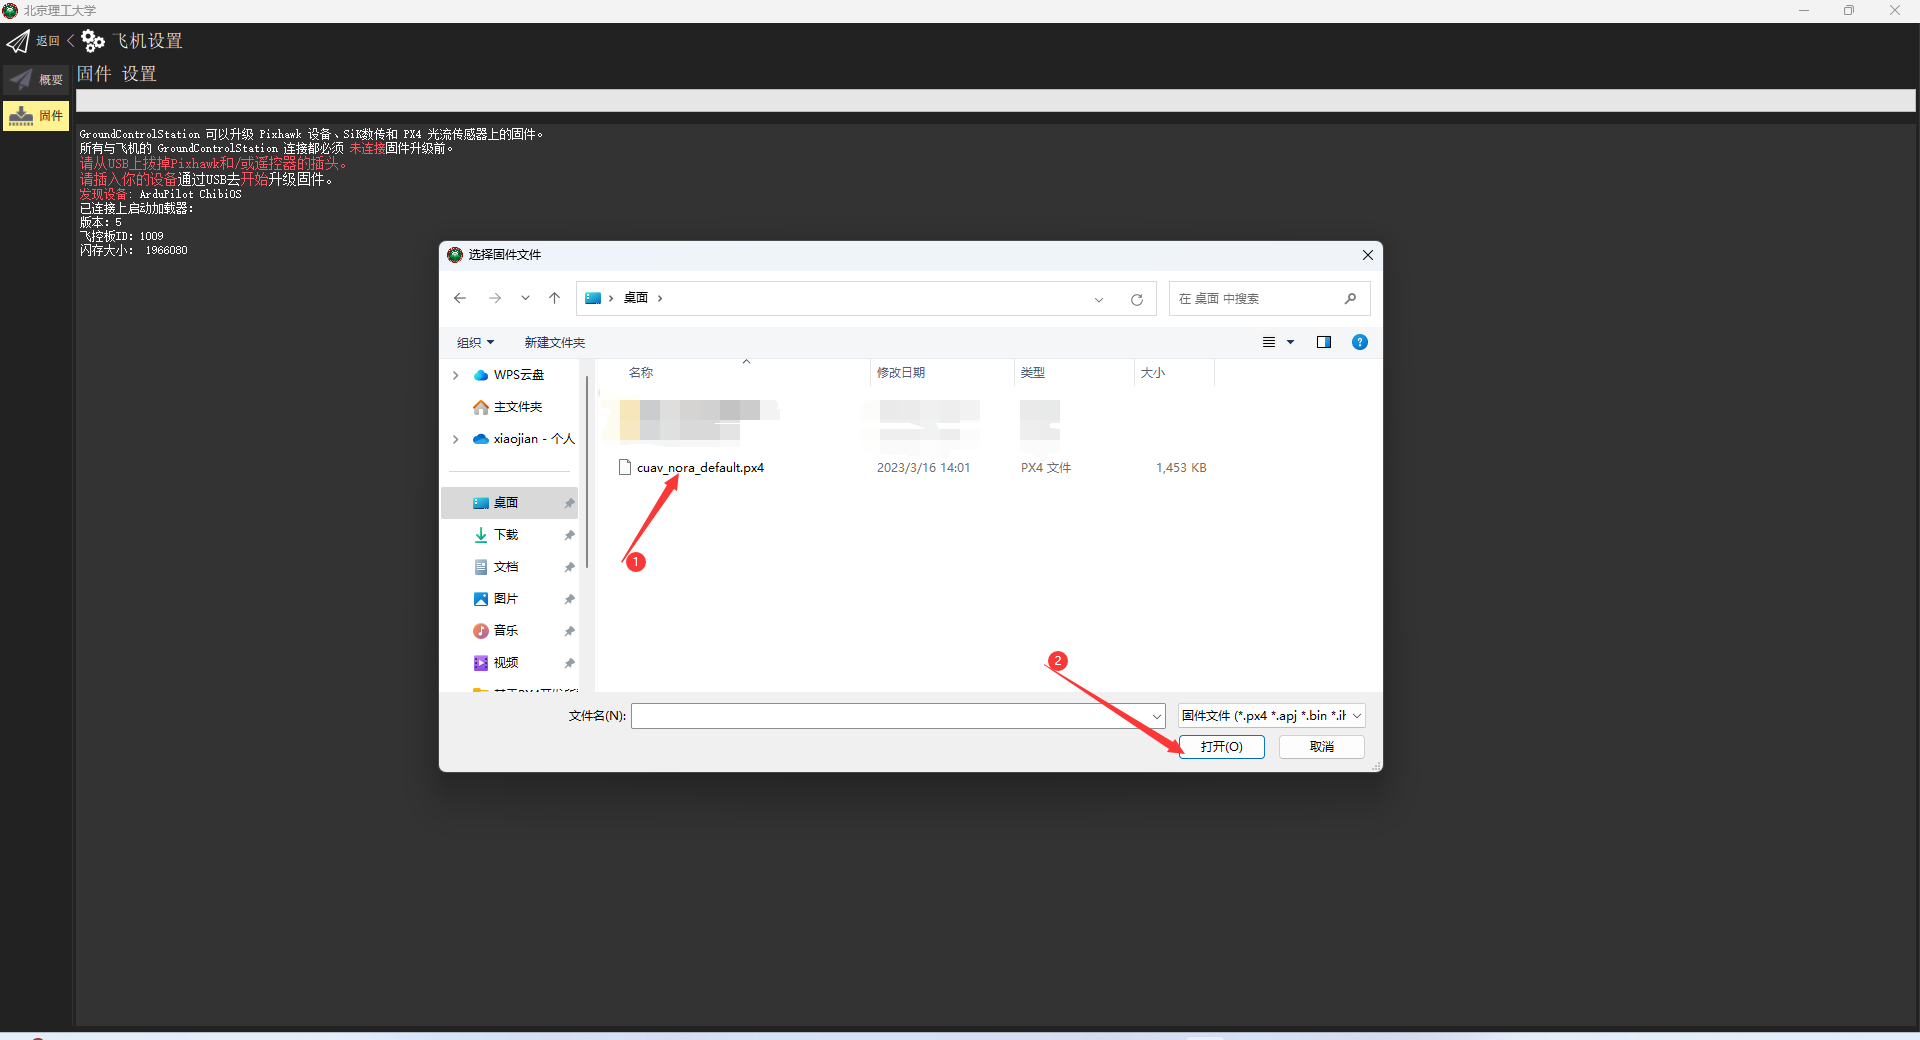 北京理工大学
返回
飞机设置
概要
固件 设置
固件
GroundControlStation 可以升级 Pixhawk 设备、SiK数传和 PX4 光流传感器上的固件。
所有与飞机的 GroundControlStation 连接都必须 未连接固件升级前。
请从USB上拔掉Pixhawk和/或遥控器的插头。
请插入你的设备通过USB去开始升级固件。
发现设备: ArduPilot ChibiOS
已连接上启动加载器:
版本: 5
飞控板ID: 1009
闪存大小: 1966080
选择固件文件
桌面
在 桌面 中搜索
组织
新建文件夹
名称
修改日期
类型
大小
WPS云盘
主文件夹
xiaojian - 个人
cuav_nora_default.px4
2023/3/16 14:01
PX4 文件
1,453 KB
桌面
下载
文档
图片
音乐
视频
1
2
文件名(N):
固件文件 (*.px4 *.apj *.bin *.ih
打开(O)
取消